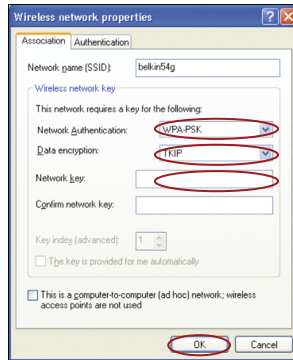 Wireless network properties
Association
Authentication
Network name (SSID): belkin54g
Wireless network key
This network requires a key for the following:
Network Authentication: WPA-PSK
Data encryption: TKIP
Network key:
Confirm network key:
Key index (advanced): 1
The key is provided for me automatically
This is a computer-to-computer (ad hoc) network; wireless
access points are not used
OK Cancel